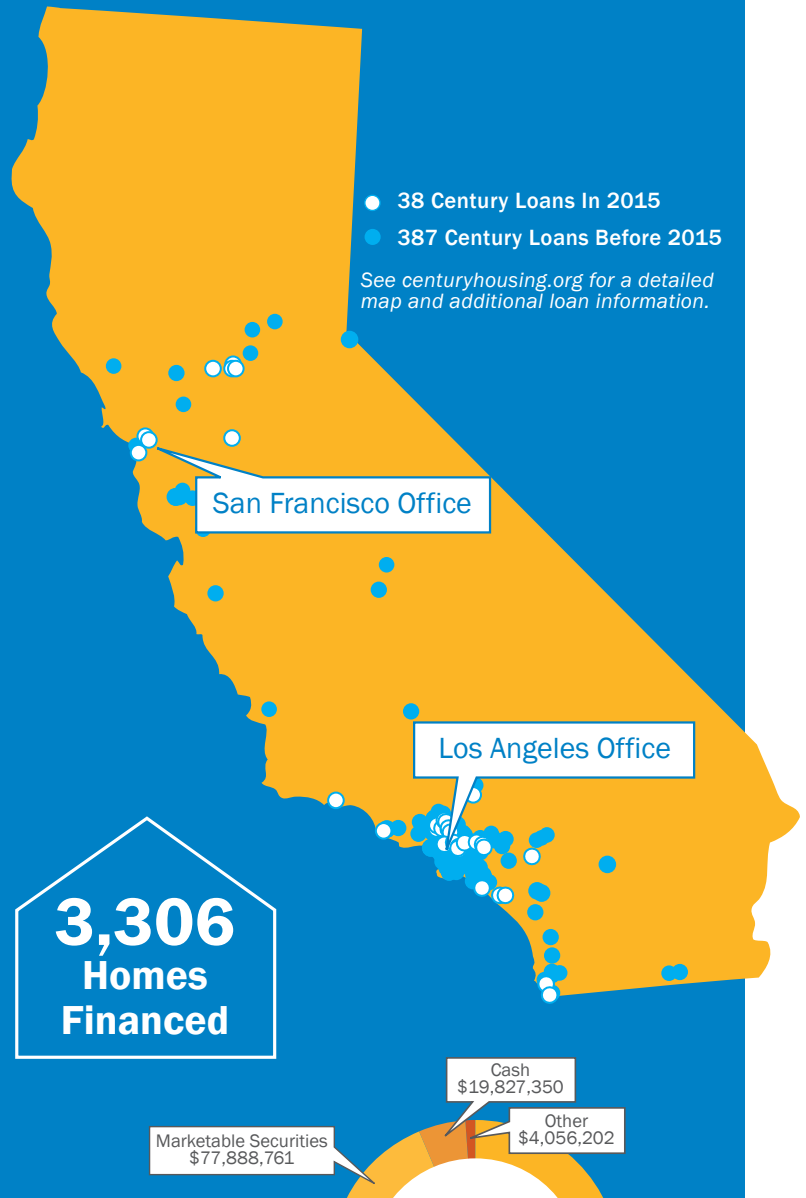 38 Century Loans In 2015
387 Century Loans Before 2015
See centuryhousing.org for a detailed
map and additional loan information.
San Francisco Office
Los Angeles Office
3,306
Homes
Financed
Cash
$19,827,350
Other
$4,056,202
Marketable Securities
$77,888,761